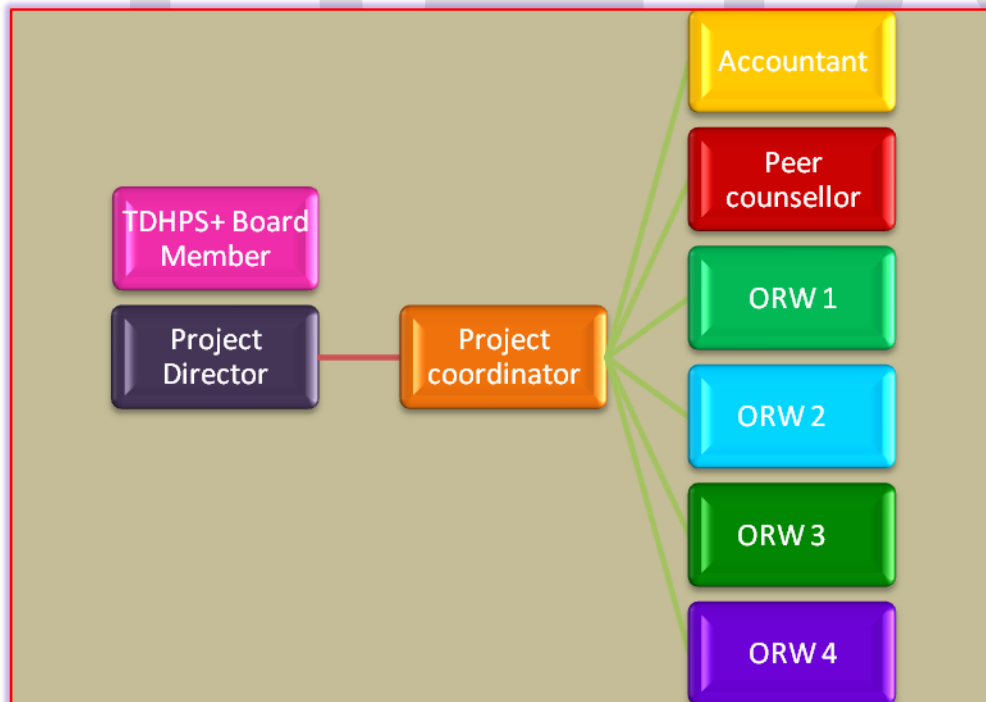 TDHPS+ Board
Member
Project
Director
Project
coordinator
Accountant
Peer
counsellor
ORW 1
ORW 2
ORW 3
ORW 4